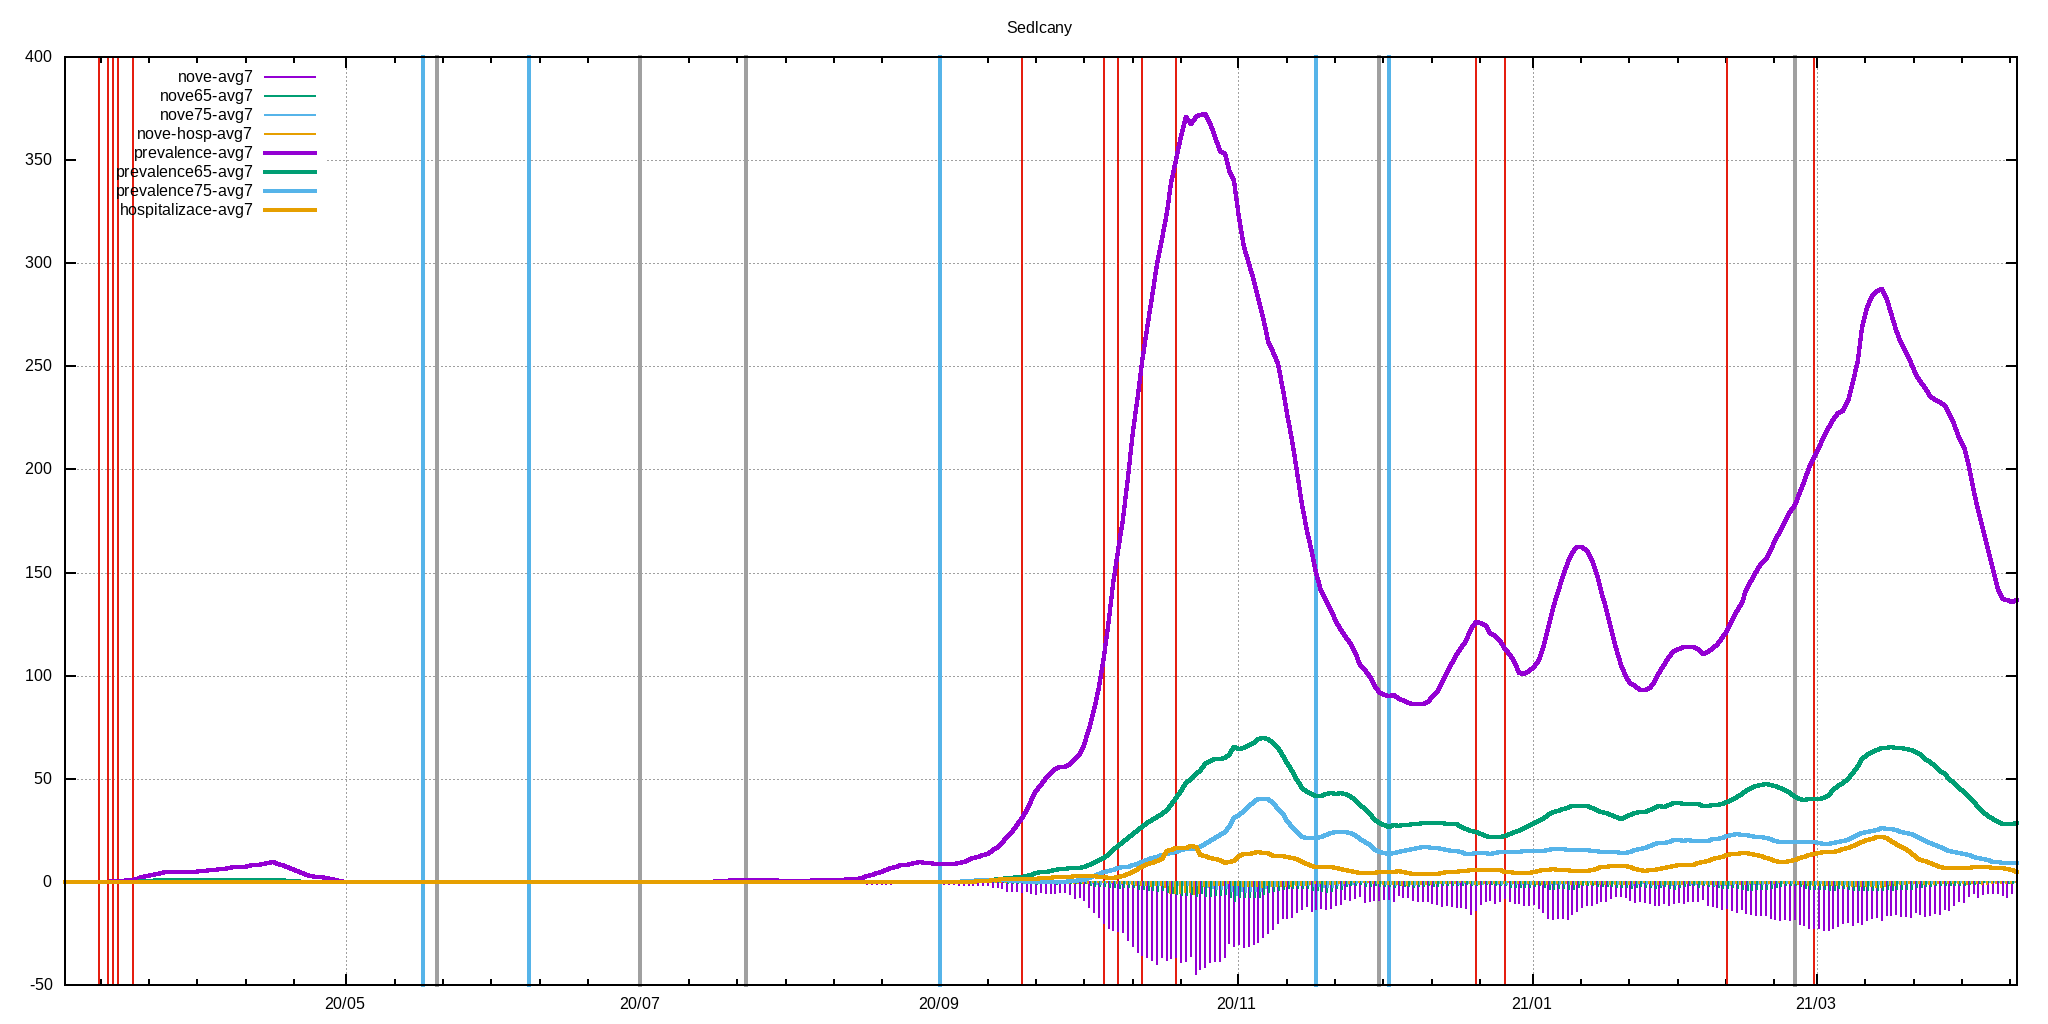 Sedlcany
400
350
300
250
200
150
100
50
0
-50
nove-avg7
nove65-avg7
nove75-avg7
nove-hosp-avg7
prevalence-avg7
prevalence65-avg7
prevalence75-avg7
hospitalizace-avg7
20/05
20/07
20/09
20/11
21/01
21/03